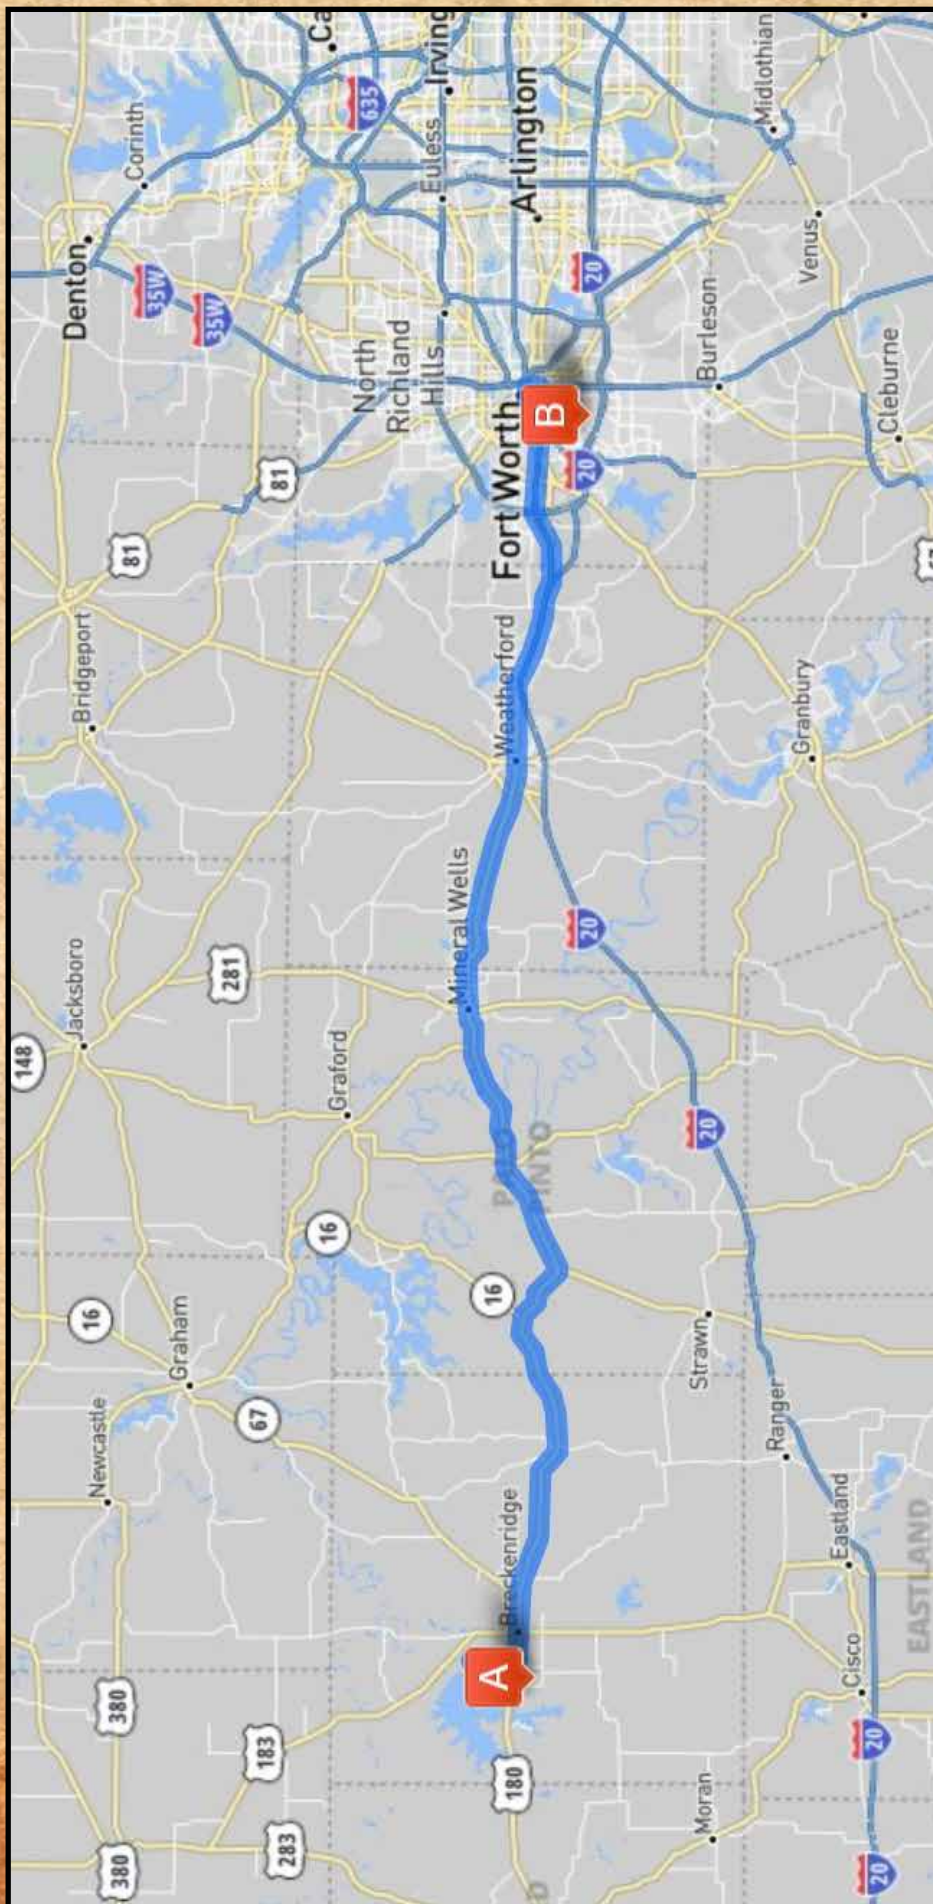 148
Jacksboro
Bridgeport
Denton
380
380
Newcastle
16
81
Corinth
35W
Graham
35W
183
67
281
283
81
16
Graford
Ca
635
North
Richland
Hills
Euless
Irving
Mineral Wells
A
16
180
Breckenridge
Weatherford
Fort Worth
Arlington
PINTO
B
20
20
20
Moran
Strawn
20
Burleson
Midlothian
Ranger
Granbury
Venus
Cisco
Eastland
20
20
Cleburne
EASTLAND